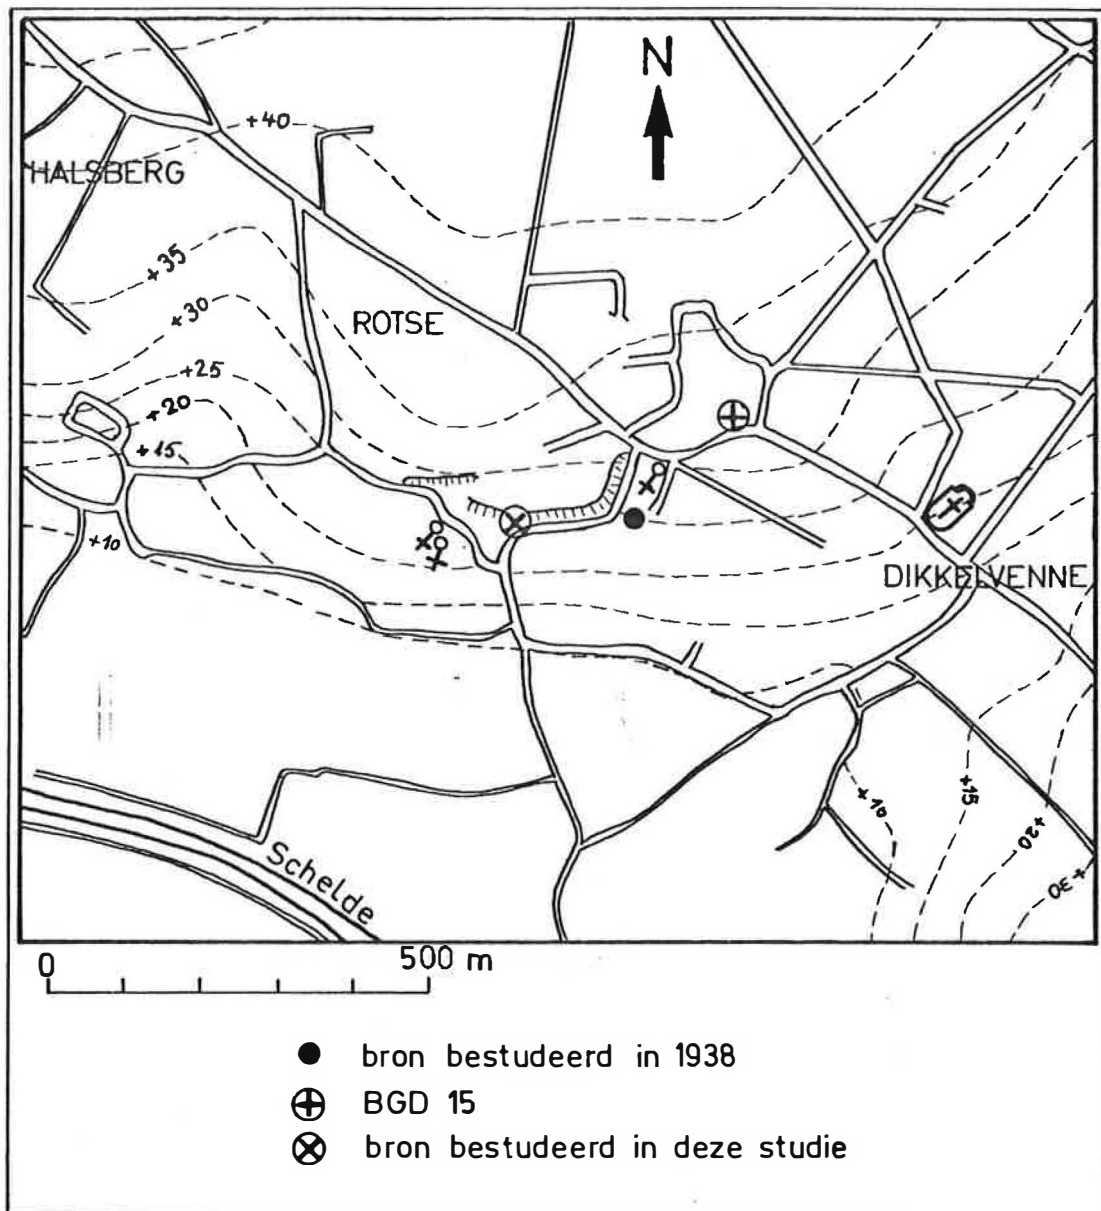 N
+40
HALSBERG
+35
+30
ROTSE
+25
+20
+15
+10
DIKKELVENNE
+10
+15
+20
+30
Schelde
0 500 m
bron bestudeerd in 1938
BGD 15
bron bestudeerd in deze studie